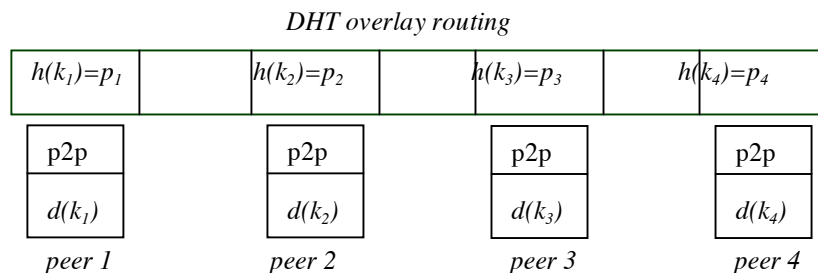 DHT overlay routing
h(k₁)=p₁ h(k₂)=p₂ h(k₃)=p₃ h(k₄)=p₄
p2p p2p p2p p2p
d(k₁) d(k₂) d(k₃) d(k₄)
peer 1 peer 2 peer 3 peer 4